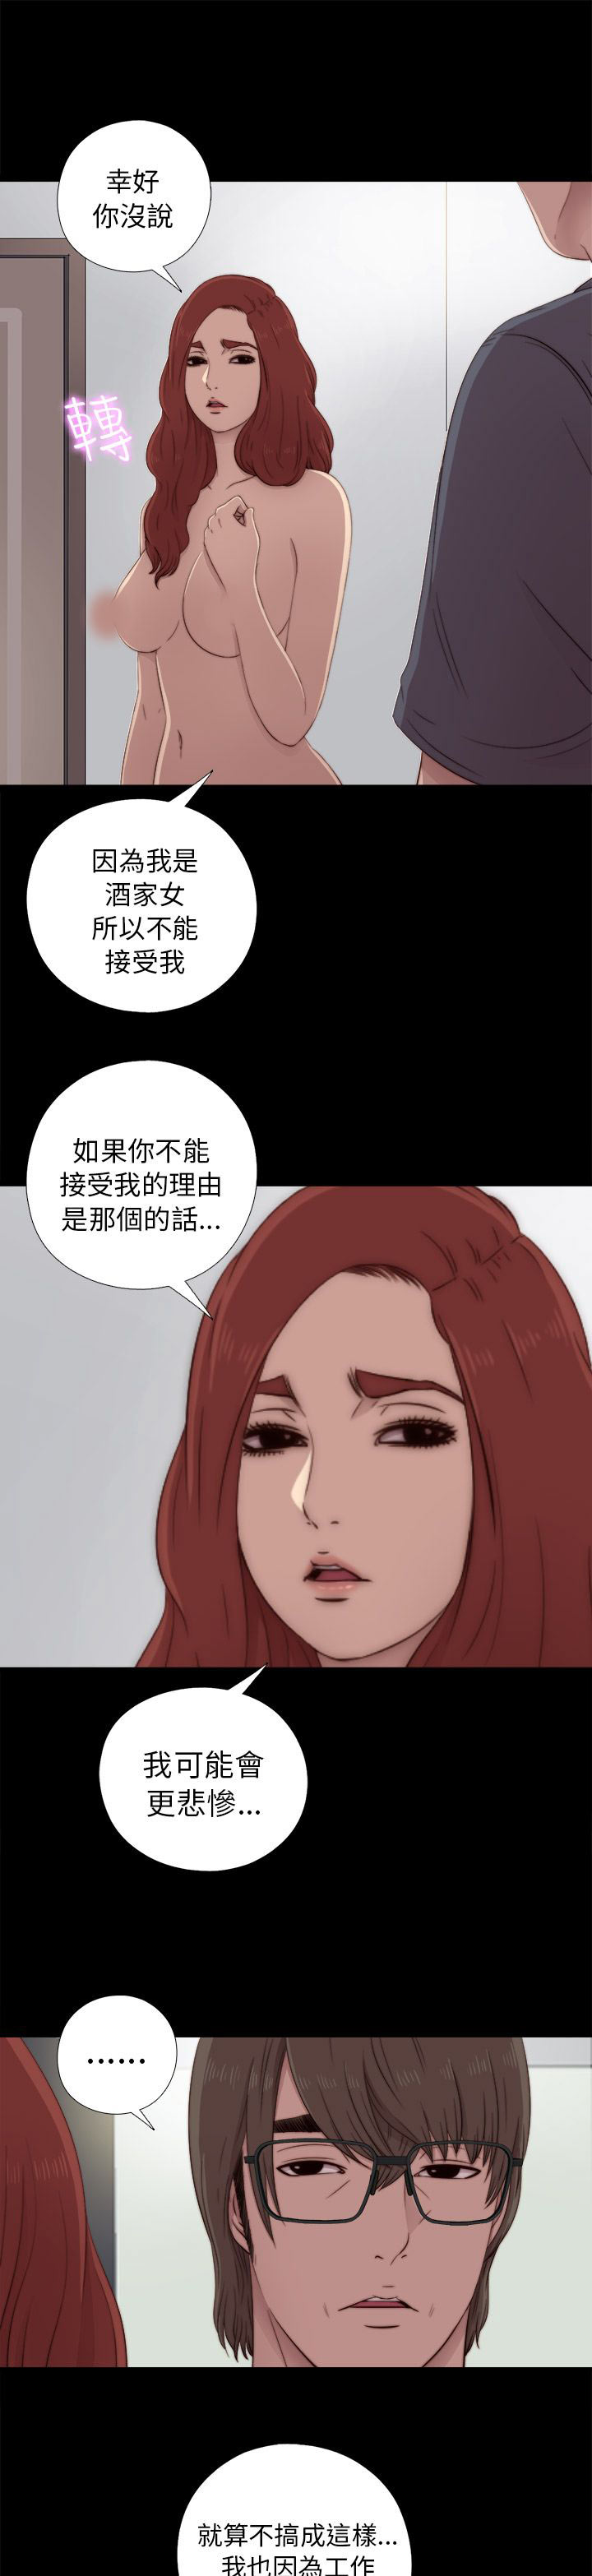 幸好
你沒說
轉
因為我是
酒家女
所以不能
接受我
如果你不能
接受我的理由
是那個的話...
我可能會
更悲慘...
......
就算不搞成這樣...
我也因為工作